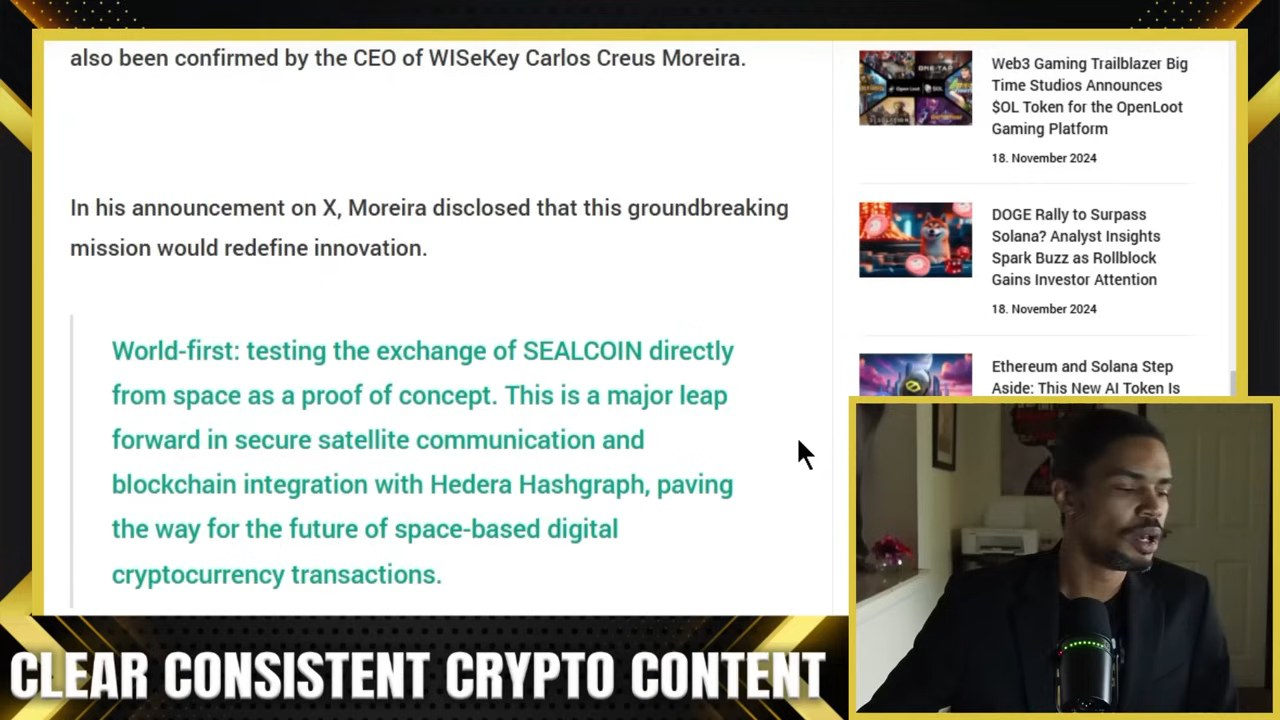 also been confirmed by the CEO of WISeKey Carlos Creus Moreira.
In his announcement on X, Moreira disclosed that this groundbreaking
mission would redefine innovation.
World-first: testing the exchange of SEALCOIN directly
from space as a proof of concept. This is a major leap
forward in secure satellite communication and
blockchain integration with Hedera Hashgraph, paving
the way for the future of space-based digital
cryptocurrency transactions.
Web3 Gaming Trailblazer Big
Time Studios Announces
$OL Token for the OpenLoot
Gaming Platform
18. November 2024
DOGE Rally to Surpass
Solana? Analyst Insights
Spark Buzz as Rollblock
Gains Investor Attention
18. November 2024
Ethereum and Solana Step
Aside: This New AI Token Is
CLEAR CONSISTENT CRYPTO CONTENT